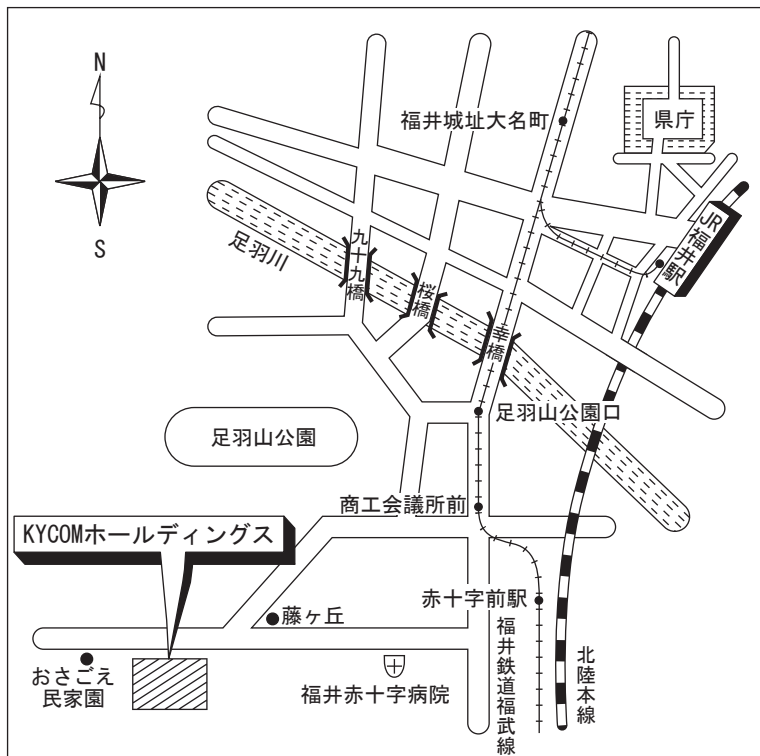 N
S
福井城址大名町
県庁
JR福井駅
足羽川
九十九橋
桜橋
幸橋
足羽山公園口
足羽山公園
商工会議所前
KYCOMホールディングス
赤十字前駅
藤ヶ丘
おさごえ
民家園
福井赤十字病院
福井鉄道福武線
北陸本線